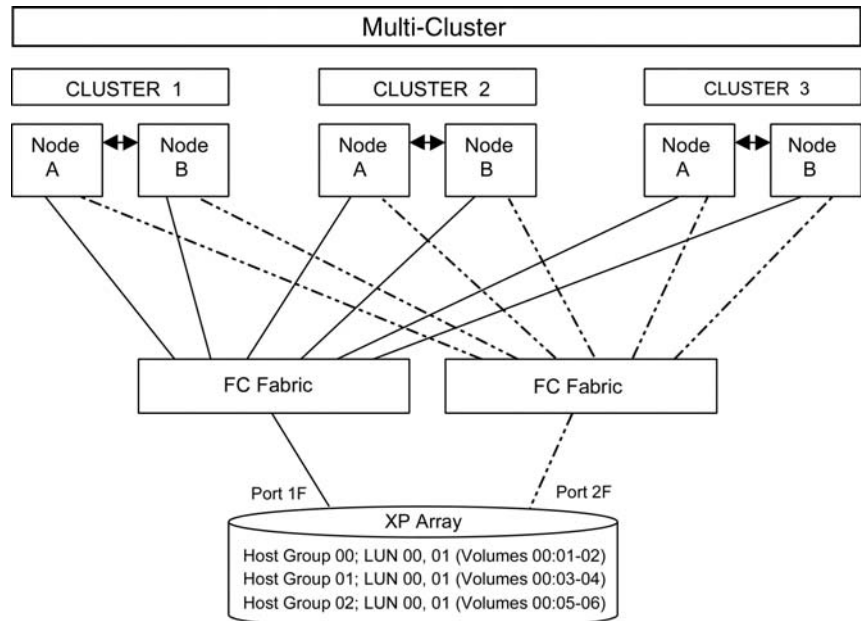 Multi-Cluster
CLUSTER 1
CLUSTER 2
CLUSTER 3
Node
A
Node
B
Node
A
Node
B
Node
A
Node
B
FC Fabric
FC Fabric
Port 1F
Port 2F
XP Array
Host Group 00; LUN 00, 01 (Volumes 00:01-02)
Host Group 01; LUN 00, 01 (Volumes 00:03-04)
Host Group 02; LUN 00, 01 (Volumes 00:05-06)